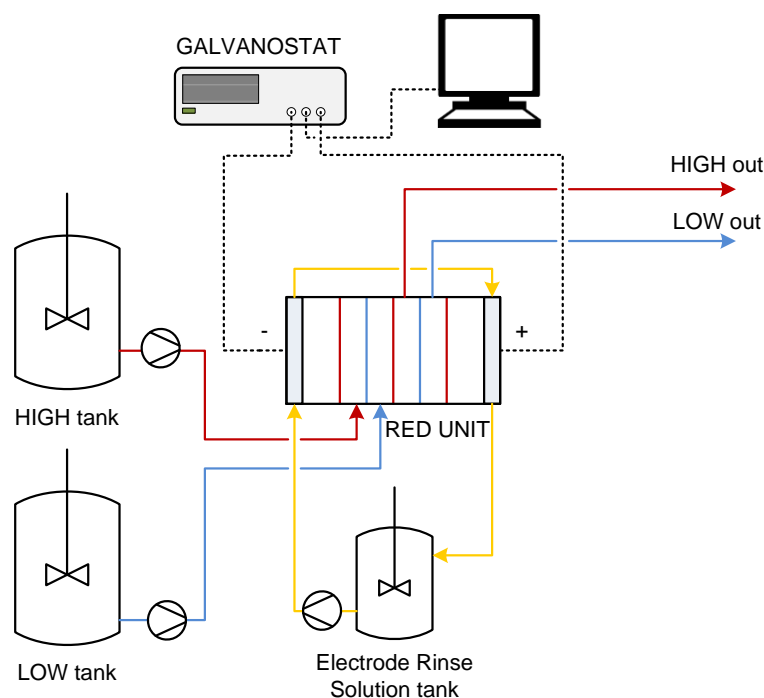 GALVANOSTAT
HIGH out
LOW out
-
+
HIGH tank
RED UNIT
LOW tank
Electrode Rinse
Solution tank